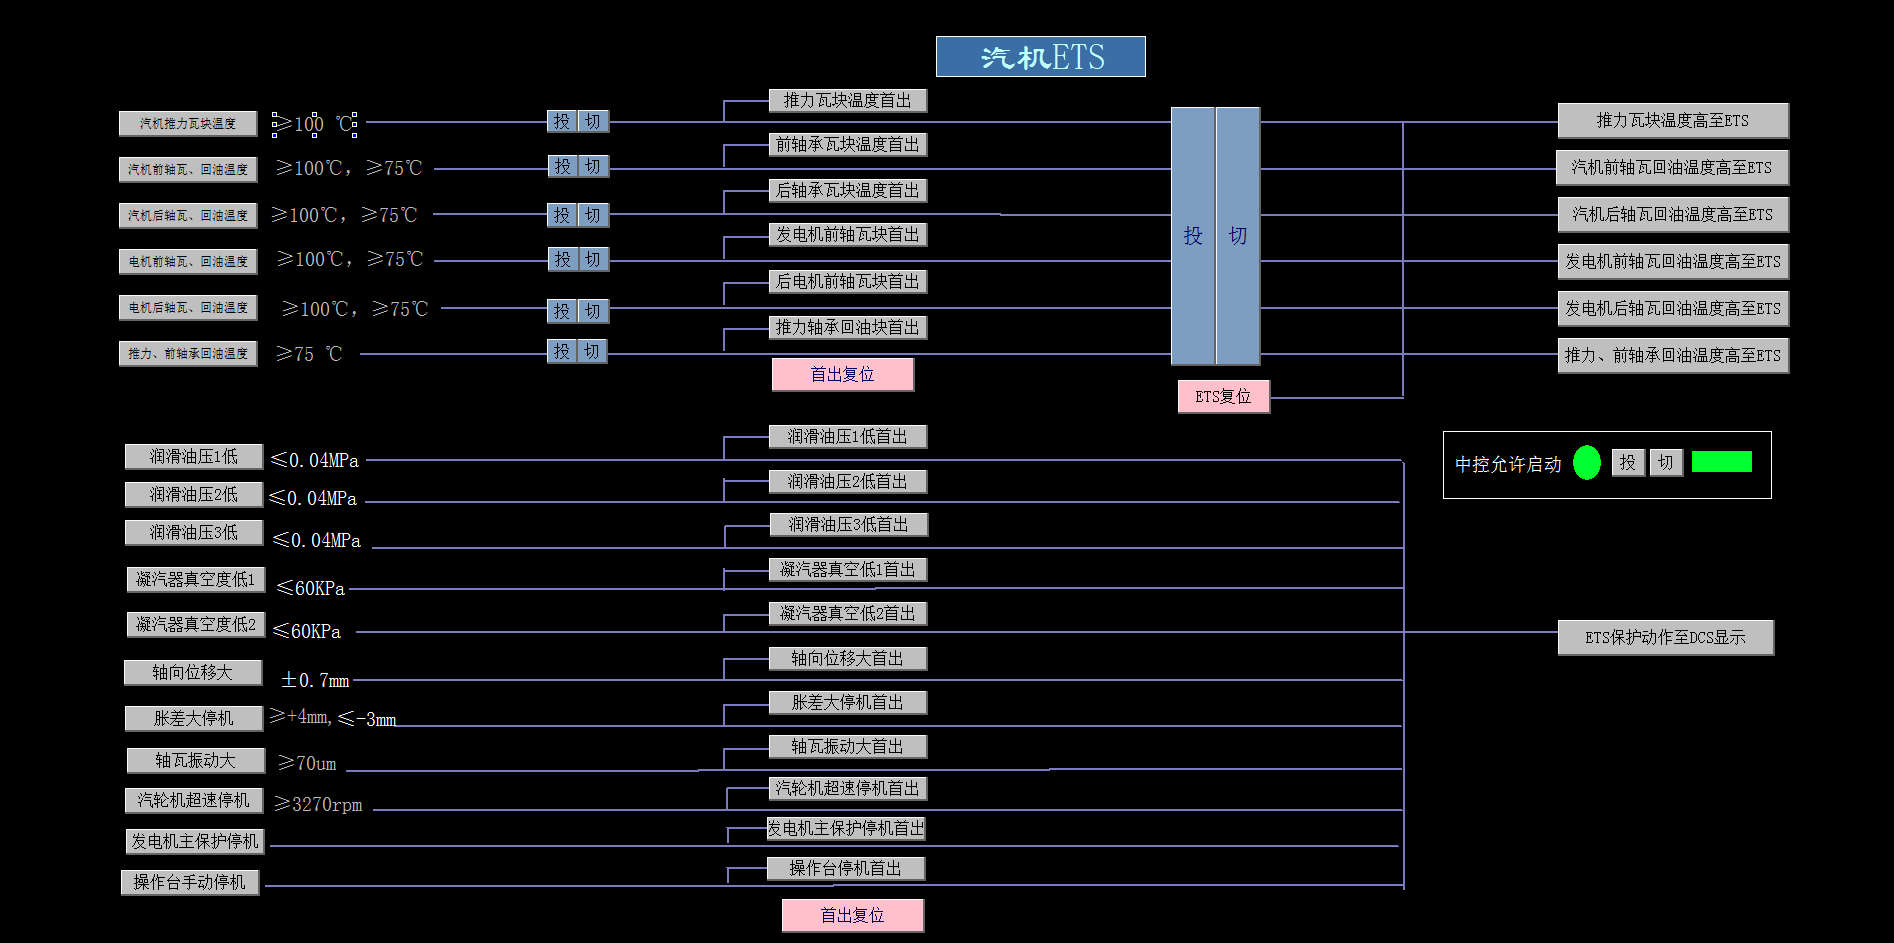 汽机ETS
汽机推力瓦块温度 ≥100 ℃ 投 切 推力瓦块温度首出 推力瓦块温度高至ETS
汽机前轴瓦、回油温度 ≥100℃，≥75℃ 投 切 前轴承瓦块温度首出 汽机前轴瓦回油温度高至ETS
汽机后轴瓦、回油温度 ≥100℃，≥75℃ 投 切 后轴承瓦块温度首出 汽机后轴瓦回油温度高至ETS
投 切
电机前轴瓦、回油温度 ≥100℃，≥75℃ 投 切 发电机前轴瓦块首出 发电机前轴瓦回油温度高至ETS
电机后轴瓦、回油温度 ≥100℃，≥75℃ 投 切 后电机前轴瓦块首出 发电机后轴瓦回油温度高至ETS
推力、前轴承回油温度 ≥75 ℃ 投 切 推力轴承回油块首出 推力、前轴承回油温度高至ETS
首出复位
ETS复位
润滑油压1低 ≤0.04MPa 润滑油压1低首出
中控允许启动 投 切
润滑油压2低 ≤0.04MPa 润滑油压2低首出
润滑油压3低 ≤0.04MPa 润滑油压3低首出
凝汽器真空度低1 ≤60KPa 凝汽器真空低1首出
凝汽器真空度低2 ≤60KPa 凝汽器真空低2首出
ETS保护动作至DCS显示
轴向位移大 ±0.7mm 轴向位移大首出
胀差大停机 ≥+4mm,≤-3mm 胀差大停机首出
轴瓦振动大 ≥70um 轴瓦振动大首出
汽轮机超速停机 ≥3270rpm 汽轮机超速停机首出
发电机主保护停机 发电机主保护停机首出
操作台手动停机 操作台停机首出
首出复位